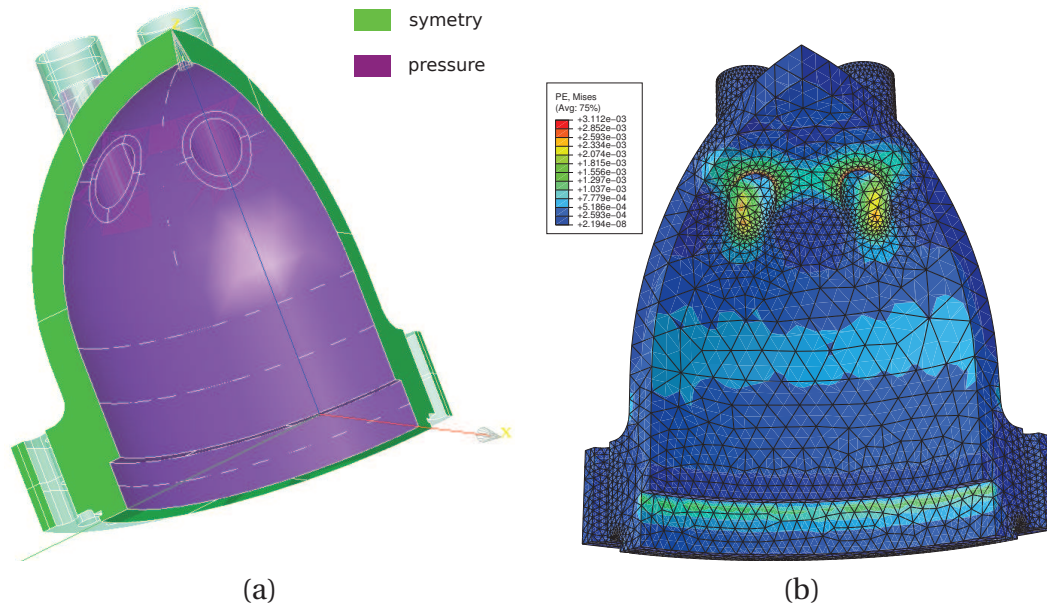 symetry
pressure
z
x
PE, Mises
(Avg: 75%)
+3.112e-03
+2.852e-03
+2.593e-03
+2.334e-03
+2.074e-03
+1.815e-03
+1.556e-03
+1.297e-03
+1.037e-03
+7.779e-04
+5.186e-04
+2.593e-04
+2.194e-08
(a)
(b)